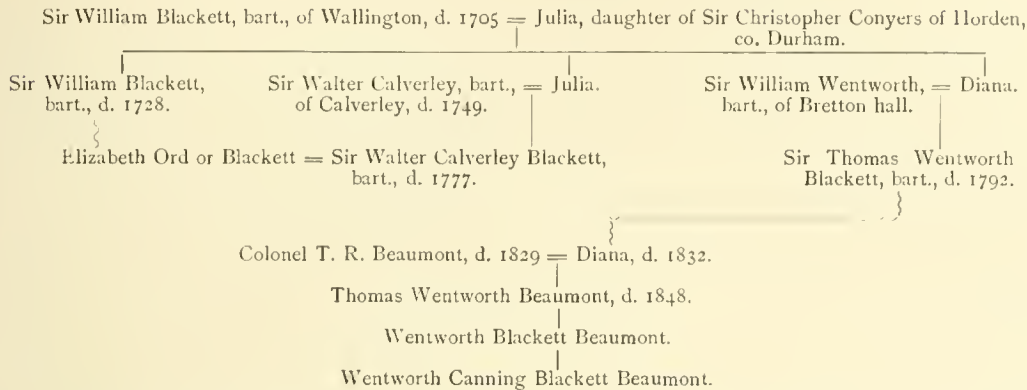 Sir William Blackett, bart., of Wallington, d. 1705 = Julia, daughter of Sir Christopher Conyers of Horden,
co. Durham.
Sir William Blackett, Sir Walter Calverley, bart., = Julia. Sir William Wentworth, = Diana.
bart., d. 1728. of Calverley, d. 1749. bart., of Bretton hall.
Elizabeth Ord or Blackett = Sir Walter Calverley Blackett, Sir Thomas Wentworth
bart., d. 1777. Blackett, bart., d. 1792.
Colonel T. R. Beaumont, d. 1829 = Diana, d. 1832.
Thomas Wentworth Beaumont, d. 1848.
Wentworth Blackett Beaumont.
Wentworth Canning Blackett Beaumont.